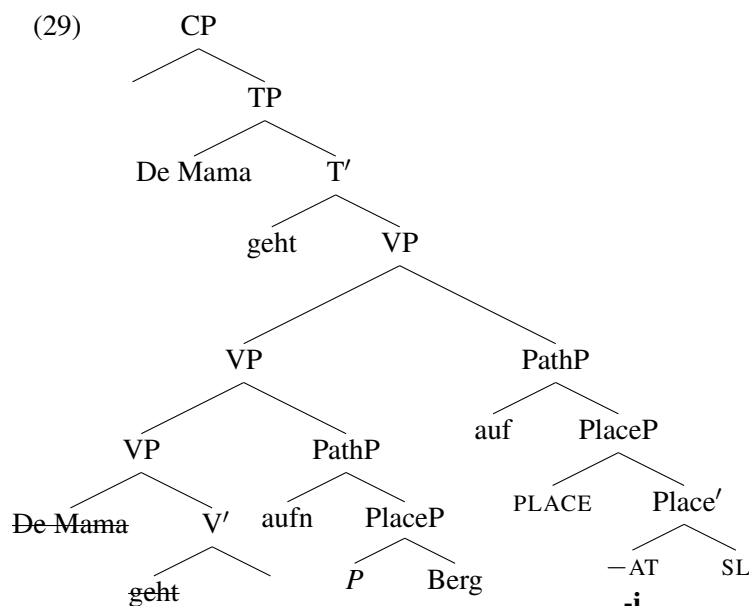 (29) CP
TP
De Mama T′
geht VP
VP PathP
VP PathP auf PlaceP
De Mama V′ aufn PlaceP PLACE Place′
geht P Berg −AT SL
-i